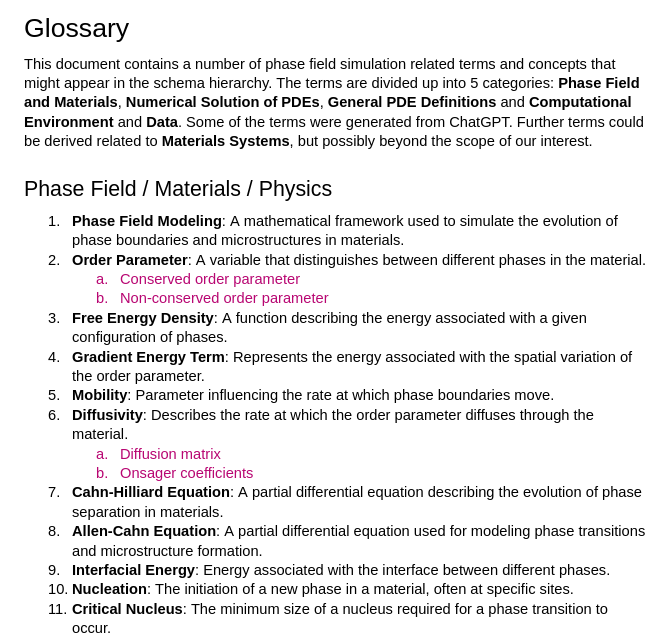 Glossary
This document contains a number of phase field simulation related terms and concepts that
might appear in the schema hierarchy. The terms are divided up into 5 categories: Phase Field
and Materials, Numerical Solution of PDEs, General PDE Definitions and Computational
Environment and Data. Some of the terms were generated from ChatGPT. Further terms could
be derived related to Materials Systems, but possibly beyond the scope of our interest.
Phase Field / Materials / Physics
1. Phase Field Modeling: A mathematical framework used to simulate the evolution of
phase boundaries and microstructures in materials.
2. Order Parameter: A variable that distinguishes between different phases in the material.
a. Conserved order parameter
b. Non-conserved order parameter
3. Free Energy Density: A function describing the energy associated with a given
configuration of phases.
4. Gradient Energy Term: Represents the energy associated with the spatial variation of
the order parameter.
5. Mobility: Parameter influencing the rate at which phase boundaries move.
6. Diffusivity: Describes the rate at which the order parameter diffuses through the
material.
a. Diffusion matrix
b. Onsager coefficients
7. Cahn-Hilliard Equation: A partial differential equation describing the evolution of phase
separation in materials.
8. Allen-Cahn Equation: A partial differential equation used for modeling phase transitions
and microstructure formation.
9. Interfacial Energy: Energy associated with the interface between different phases.
10. Nucleation: The initiation of a new phase in a material, often at specific sites.
11. Critical Nucleus: The minimum size of a nucleus required for a phase transition to
occur.